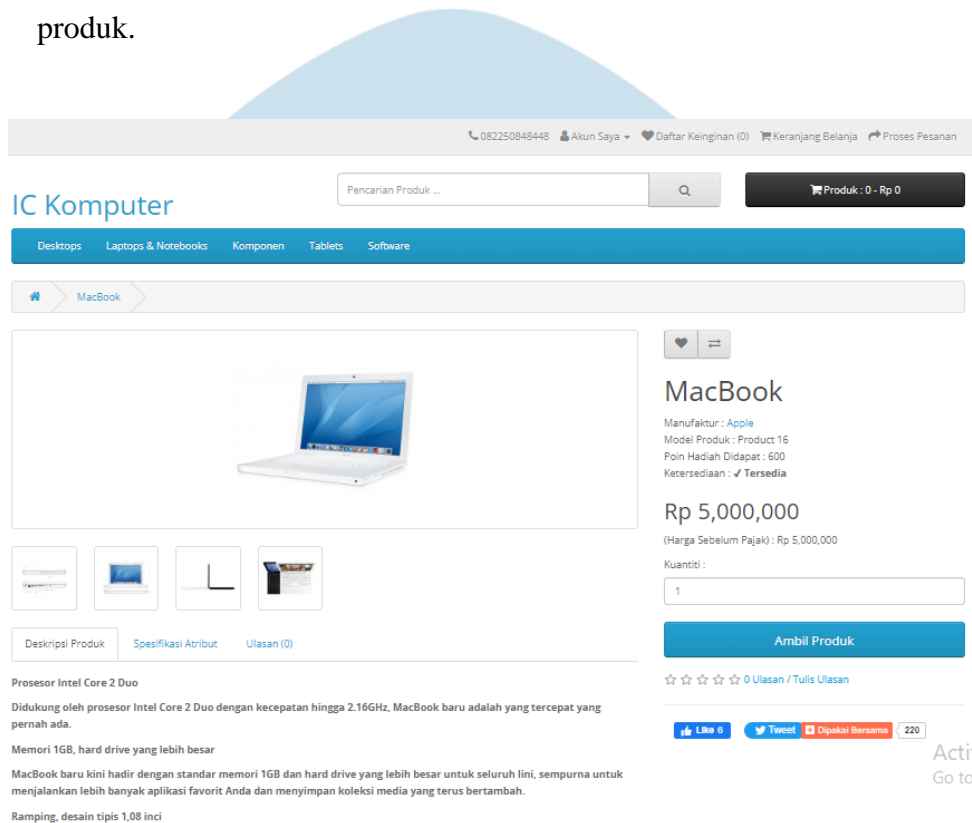 produk.
082250848448 Akun Saya Daftar Keinginan (0) Keranjang Belanja Proses Pesanan
IC Komputer
Pencarian Produk ...
Produk : 0 - Rp 0
Desktops Laptops & Notebooks Komponen Tablets Software
MacBook
MacBook
Manufaktur : Apple
Model Produk : Product 16
Poin Hadiah Didapat : 600
Ketersediaan : ✓ Tersedia
Rp 5,000,000
(Harga Sebelum Pajak) : Rp 5,000,000
Kuantiti :
1
Ambil Produk
0 Ulasan / Tulis Ulasan
Like 6 Tweet Dipakai Bersama 220
Deskripsi Produk Spesifikasi Atribut Ulasan (0)
Prosesor Intel Core 2 Duo
Didukung oleh prosesor Intel Core 2 Duo dengan kecepatan hingga 2.16GHz, MacBook baru adalah yang tercepat yang
pernah ada.
Memori 1GB, hard drive yang lebih besar
MacBook baru kini hadir dengan standar memori 1GB dan hard drive yang lebih besar untuk seluruh lini, sempurna untuk
menjalankan lebih banyak aplikasi favorit Anda dan menyimpan koleksi media yang terus bertambah.
Ramping, desain tipis 1,08 inci
Acti
Go to